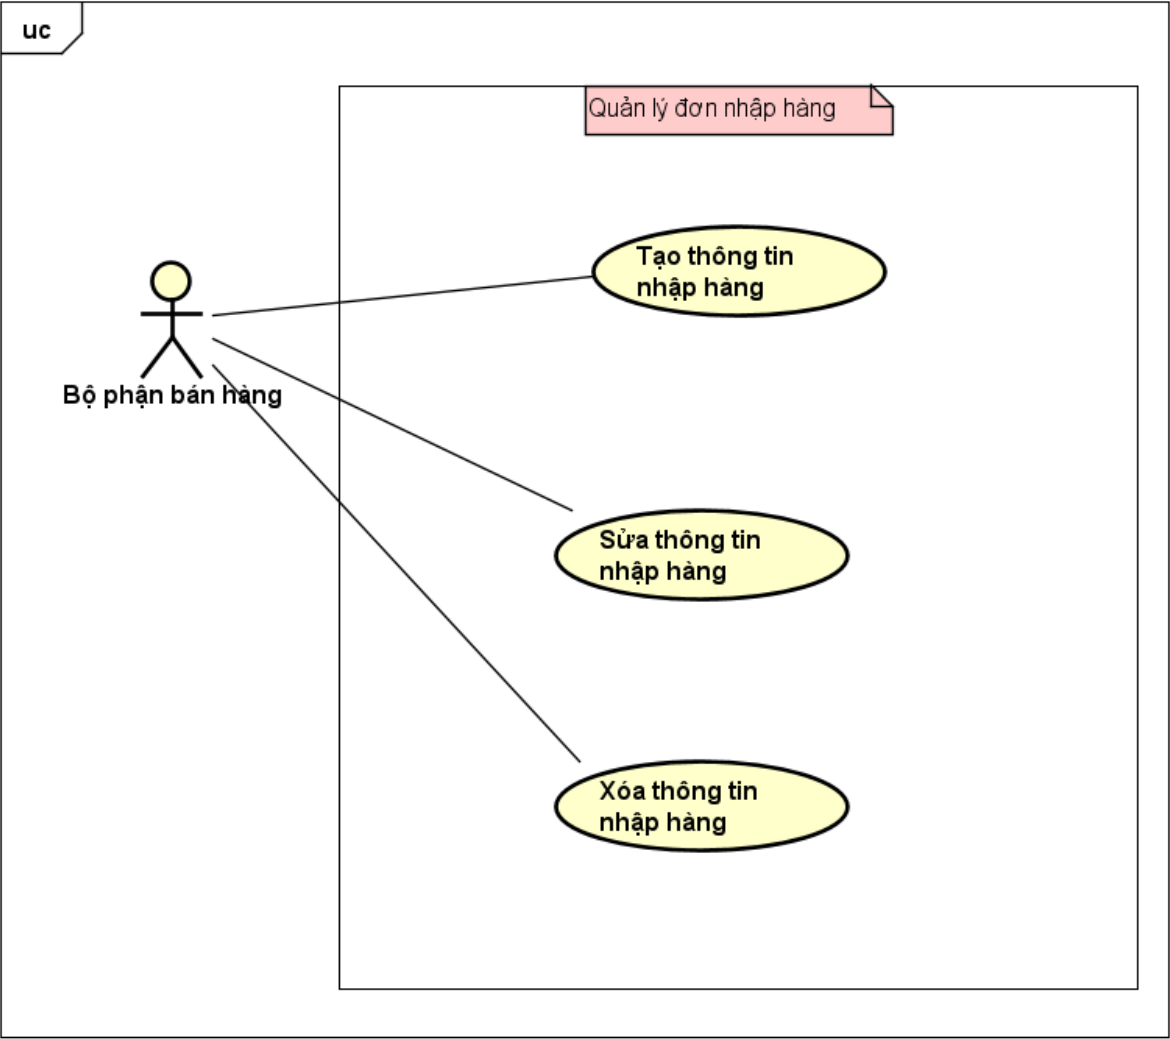 uc
Quản lý đơn nhập hàng
Tạo thông tin
nhập hàng
Bộ phận bán hàng
Sửa thông tin
nhập hàng
Xóa thông tin
nhập hàng